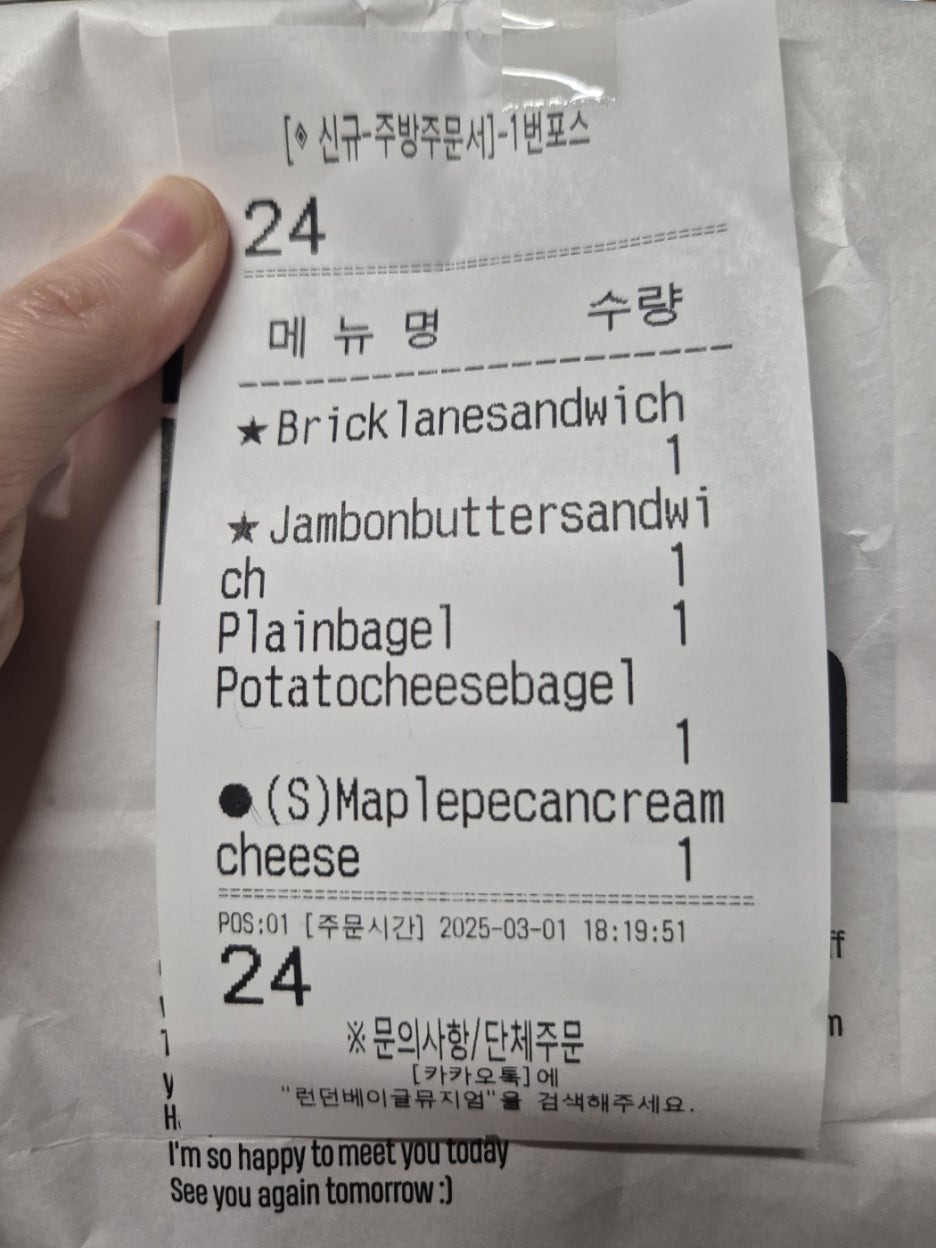 [◈ 신규-주방주문서]-1번포스
24
메 뉴 명 수량
★Bricklanesandwich
1
★Jambonbuttersandwi
ch 1
Plainbagel 1
Potatocheesebagel
1
●(S)Maplepecancream
cheese 1
POS:01 [주문시간] 2025-03-01 18:19:51
24
※문의사항/단체주문
[카카오톡]에
"런던베이글뮤지엄"을 검색해주세요.
I'm so happy to meet you today
See you again tomorrow :)